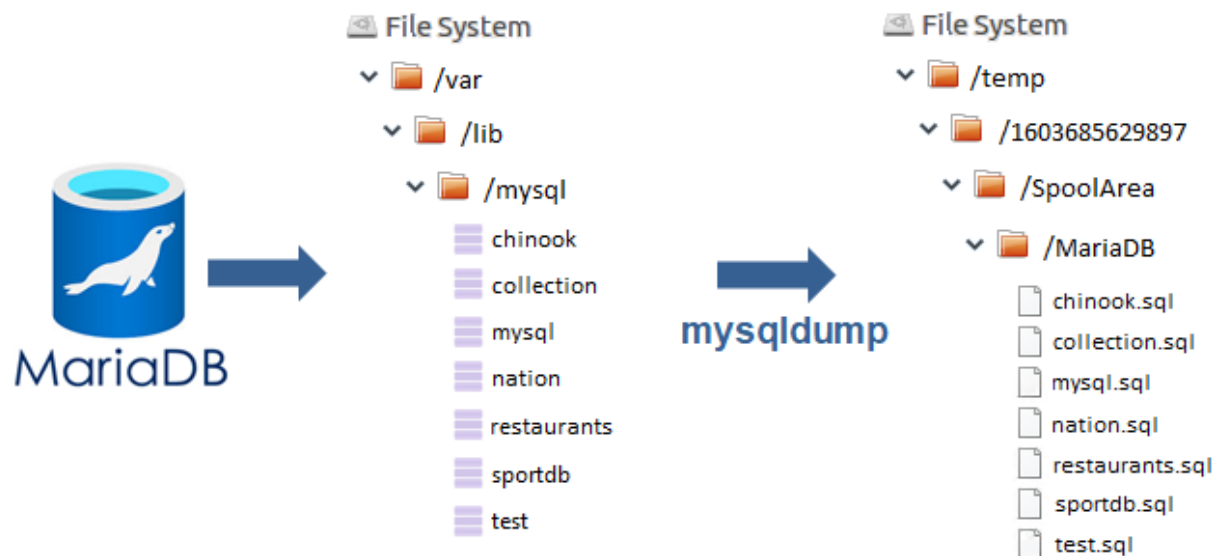 MariaDB
File System
/var
/lib
/mysql
chinook
collection
mysql
nation
restaurants
sportdb
test
mysqldump
File System
/temp
/1603685629897
/SpoolArea
/MariaDB
chinook.sql
collection.sql
mysql.sql
nation.sql
restaurants.sql
sportdb.sql
test.sql